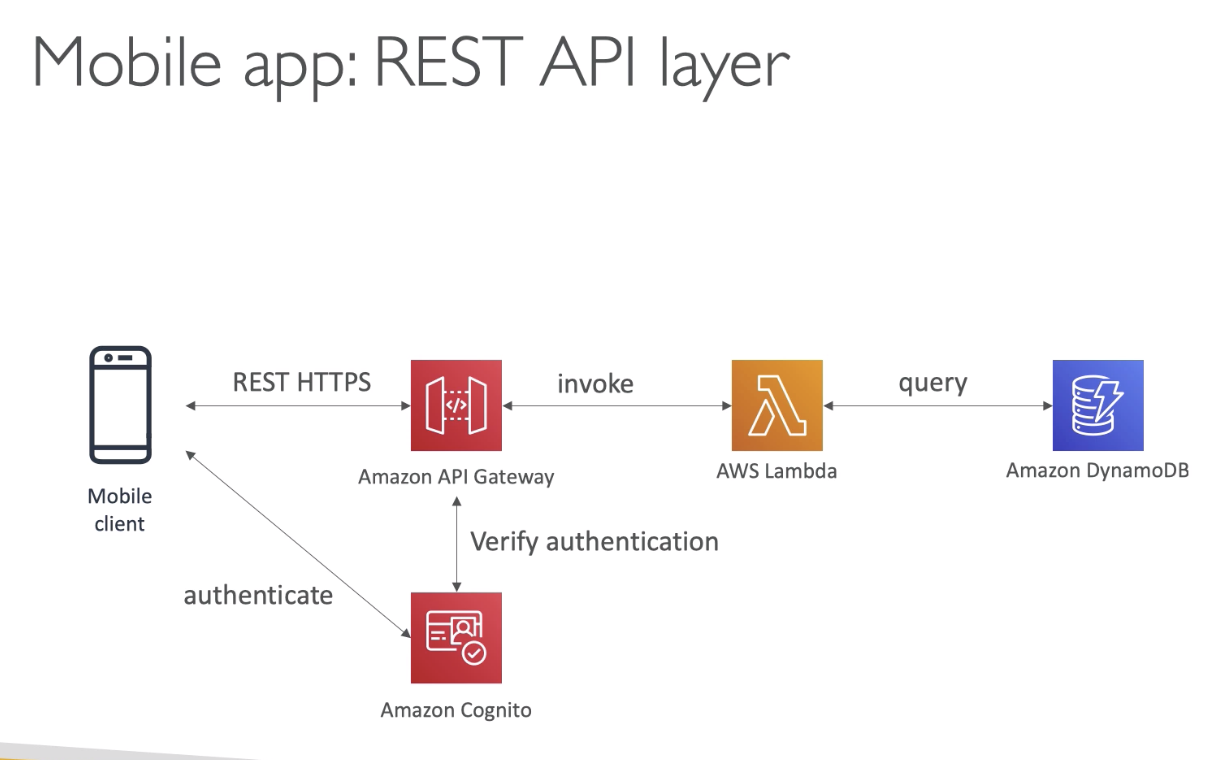 Mobile app: REST API layer
REST HTTPS
invoke
query
</>
Amazon API Gateway
AWS Lambda
Amazon DynamoDB
Mobile
client
Verify authentication
authenticate
Amazon Cognito